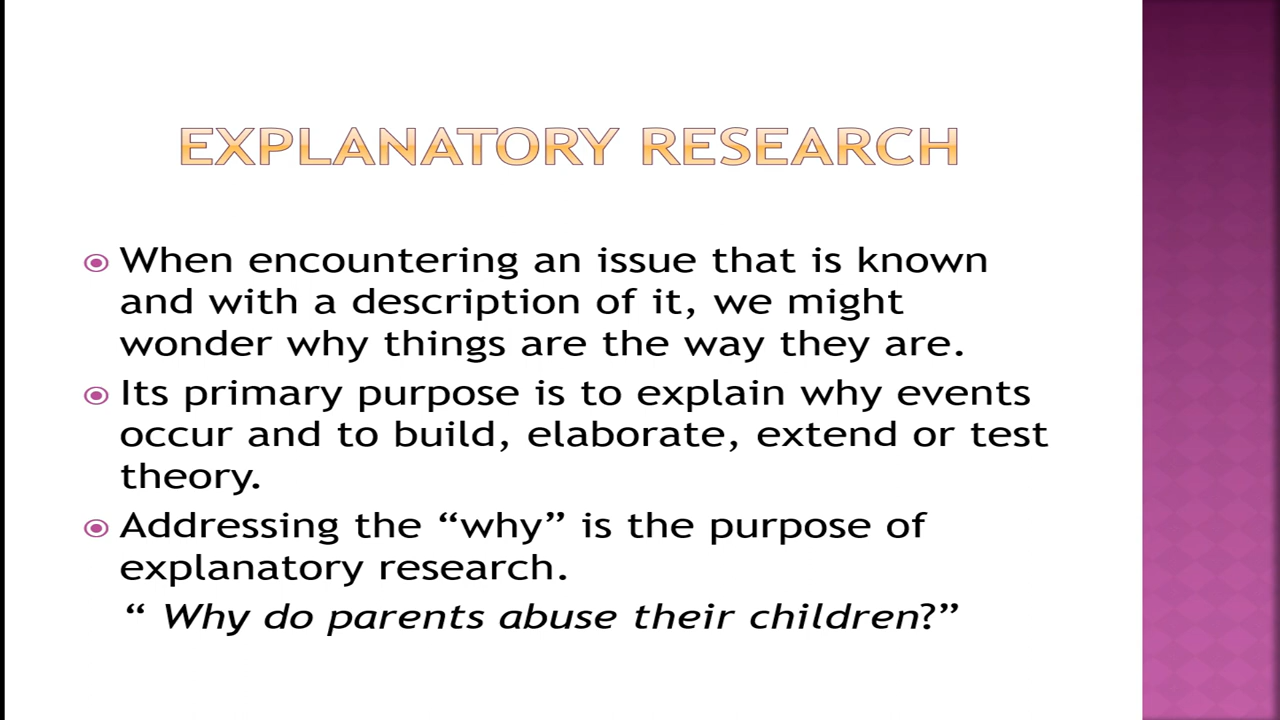 EXPLANATORY RESEARCH
When encountering an issue that is known
and with a description of it, we might
wonder why things are the way they are.
Its primary purpose is to explain why events
occur and to build, elaborate, extend or test
theory.
Addressing the “why” is the purpose of
explanatory research.
“ Why do parents abuse their children?”